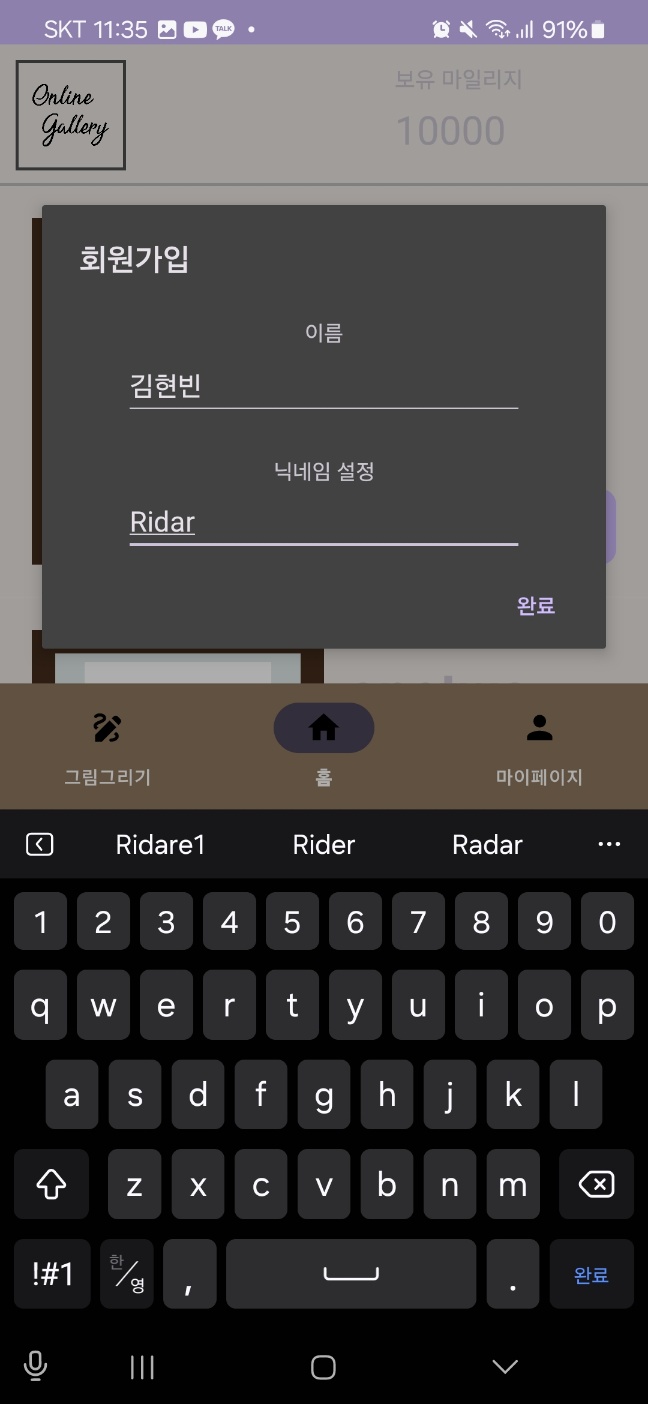 SKT 11:35 TALK 91%
Online
Gallery
보유 마일리지
10000
회원가입
이름
김현빈
닉네임 설정
Ridar
완료
그림그리기 홈 마이페이지
Ridare1 Rider Radar
1 2 3 4 5 6 7 8 9 0
q w e r t y u i o p
a s d f g h j k l
z x c v b n m
!#1 한/영 , . 완료